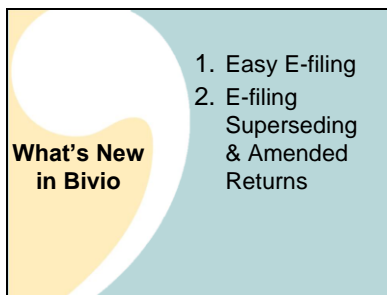 What's New
in Bivio
1. Easy E-filing
2. E-filing
Superseding
& Amended
Returns